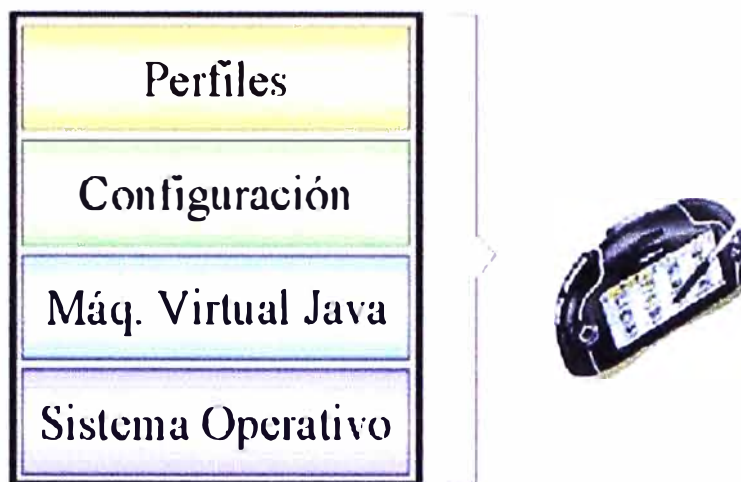 Perfiles
Configuración
Máq. Virtual Java
Sistema Operativo